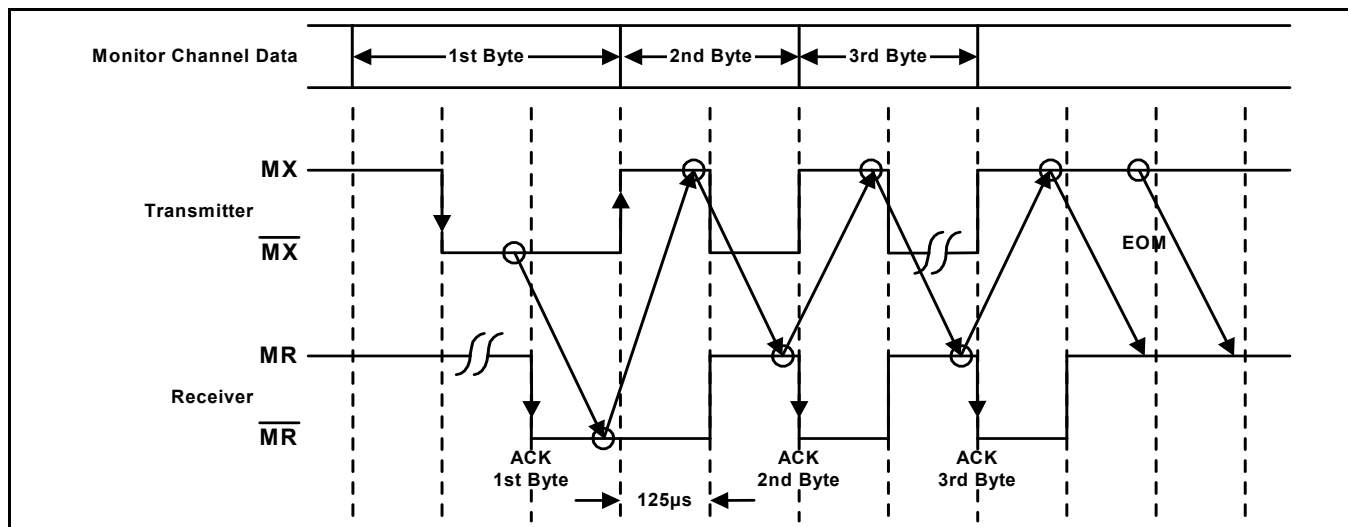 Monitor Channel Data
1st Byte
2nd Byte
3rd Byte
MX
Transmitter
MX
EOM
MR
Receiver
MR
ACK
1st Byte
ACK
2nd Byte
ACK
3rd Byte
125µs